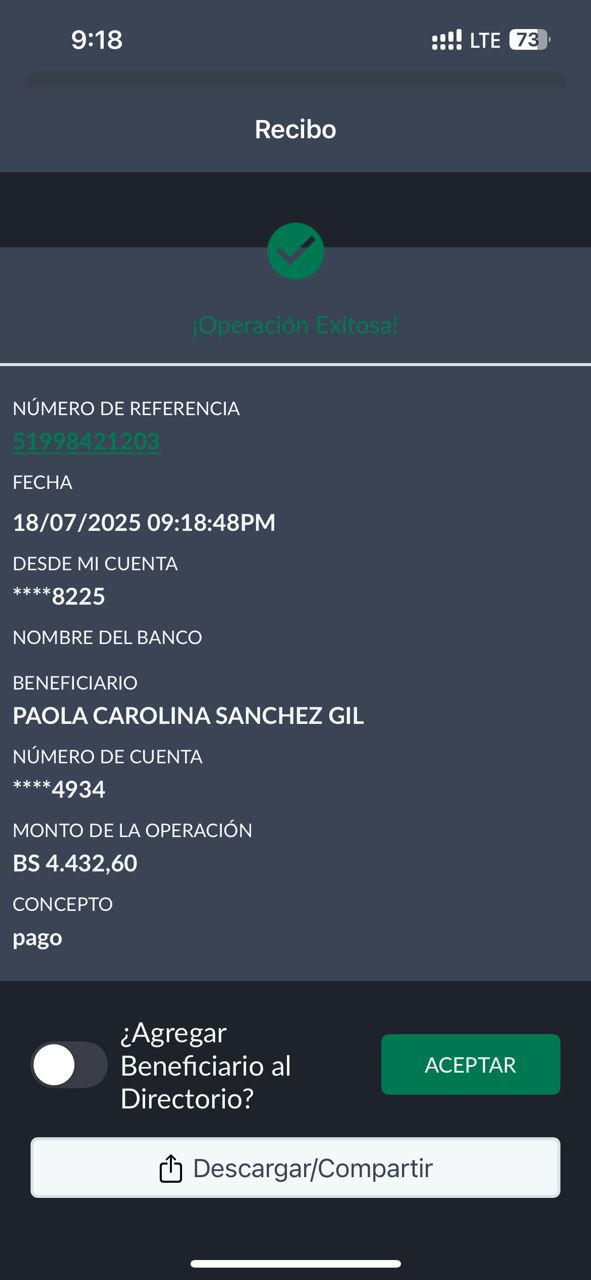 9:18
LTE 73
Recibo
¡Operación Exitosa!
NÚMERO DE REFERENCIA
51998421203
FECHA
18/07/2025 09:18:48PM
DESDE MI CUENTA
****8225
NOMBRE DEL BANCO
BENEFICIARIO
PAOLA CAROLINA SANCHEZ GIL
NÚMERO DE CUENTA
****4934
MONTO DE LA OPERACIÓN
BS 4.432,60
CONCEPTO
pago
¿Agregar
Beneficiario al
Directorio?
ACEPTAR
Descargar/Compartir